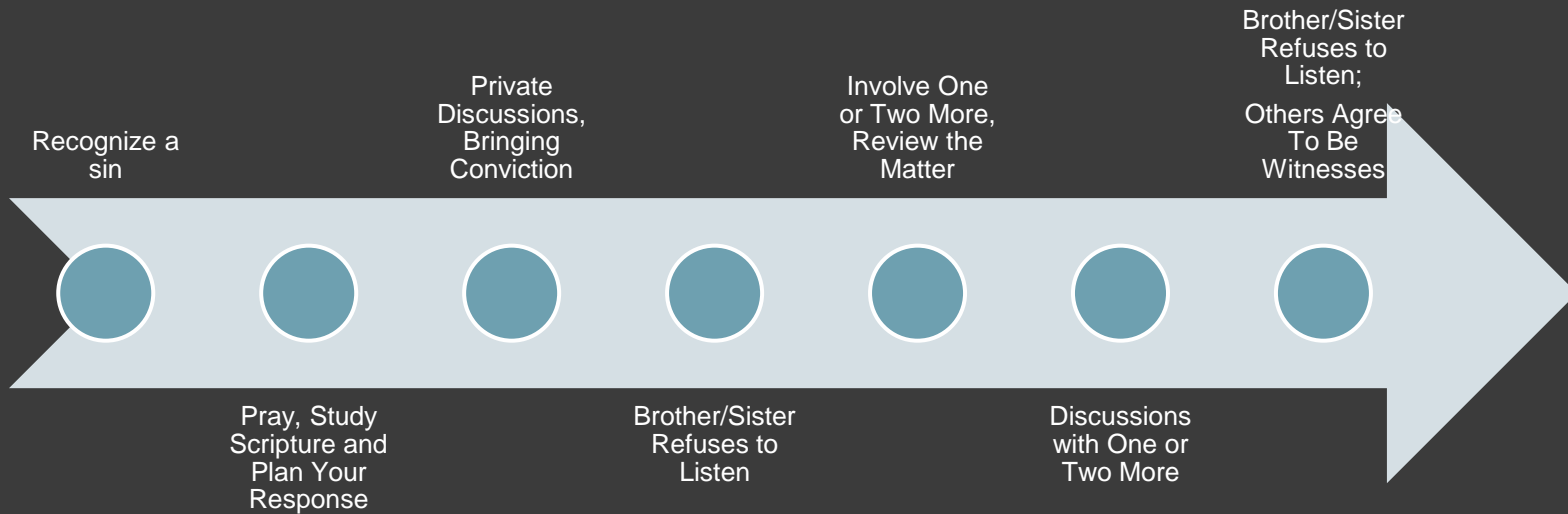 Recognize a
sin
Pray, Study
Scripture and
Plan Your
Response
Private
Discussions,
Bringing
Conviction
Brother/Sister
Refuses to
Listen
Involve One
or Two More,
Review the
Matter
Discussions
with One or
Two More
Brother/Sister
Refuses to
Listen;
Others Agree
To Be
Witnesses